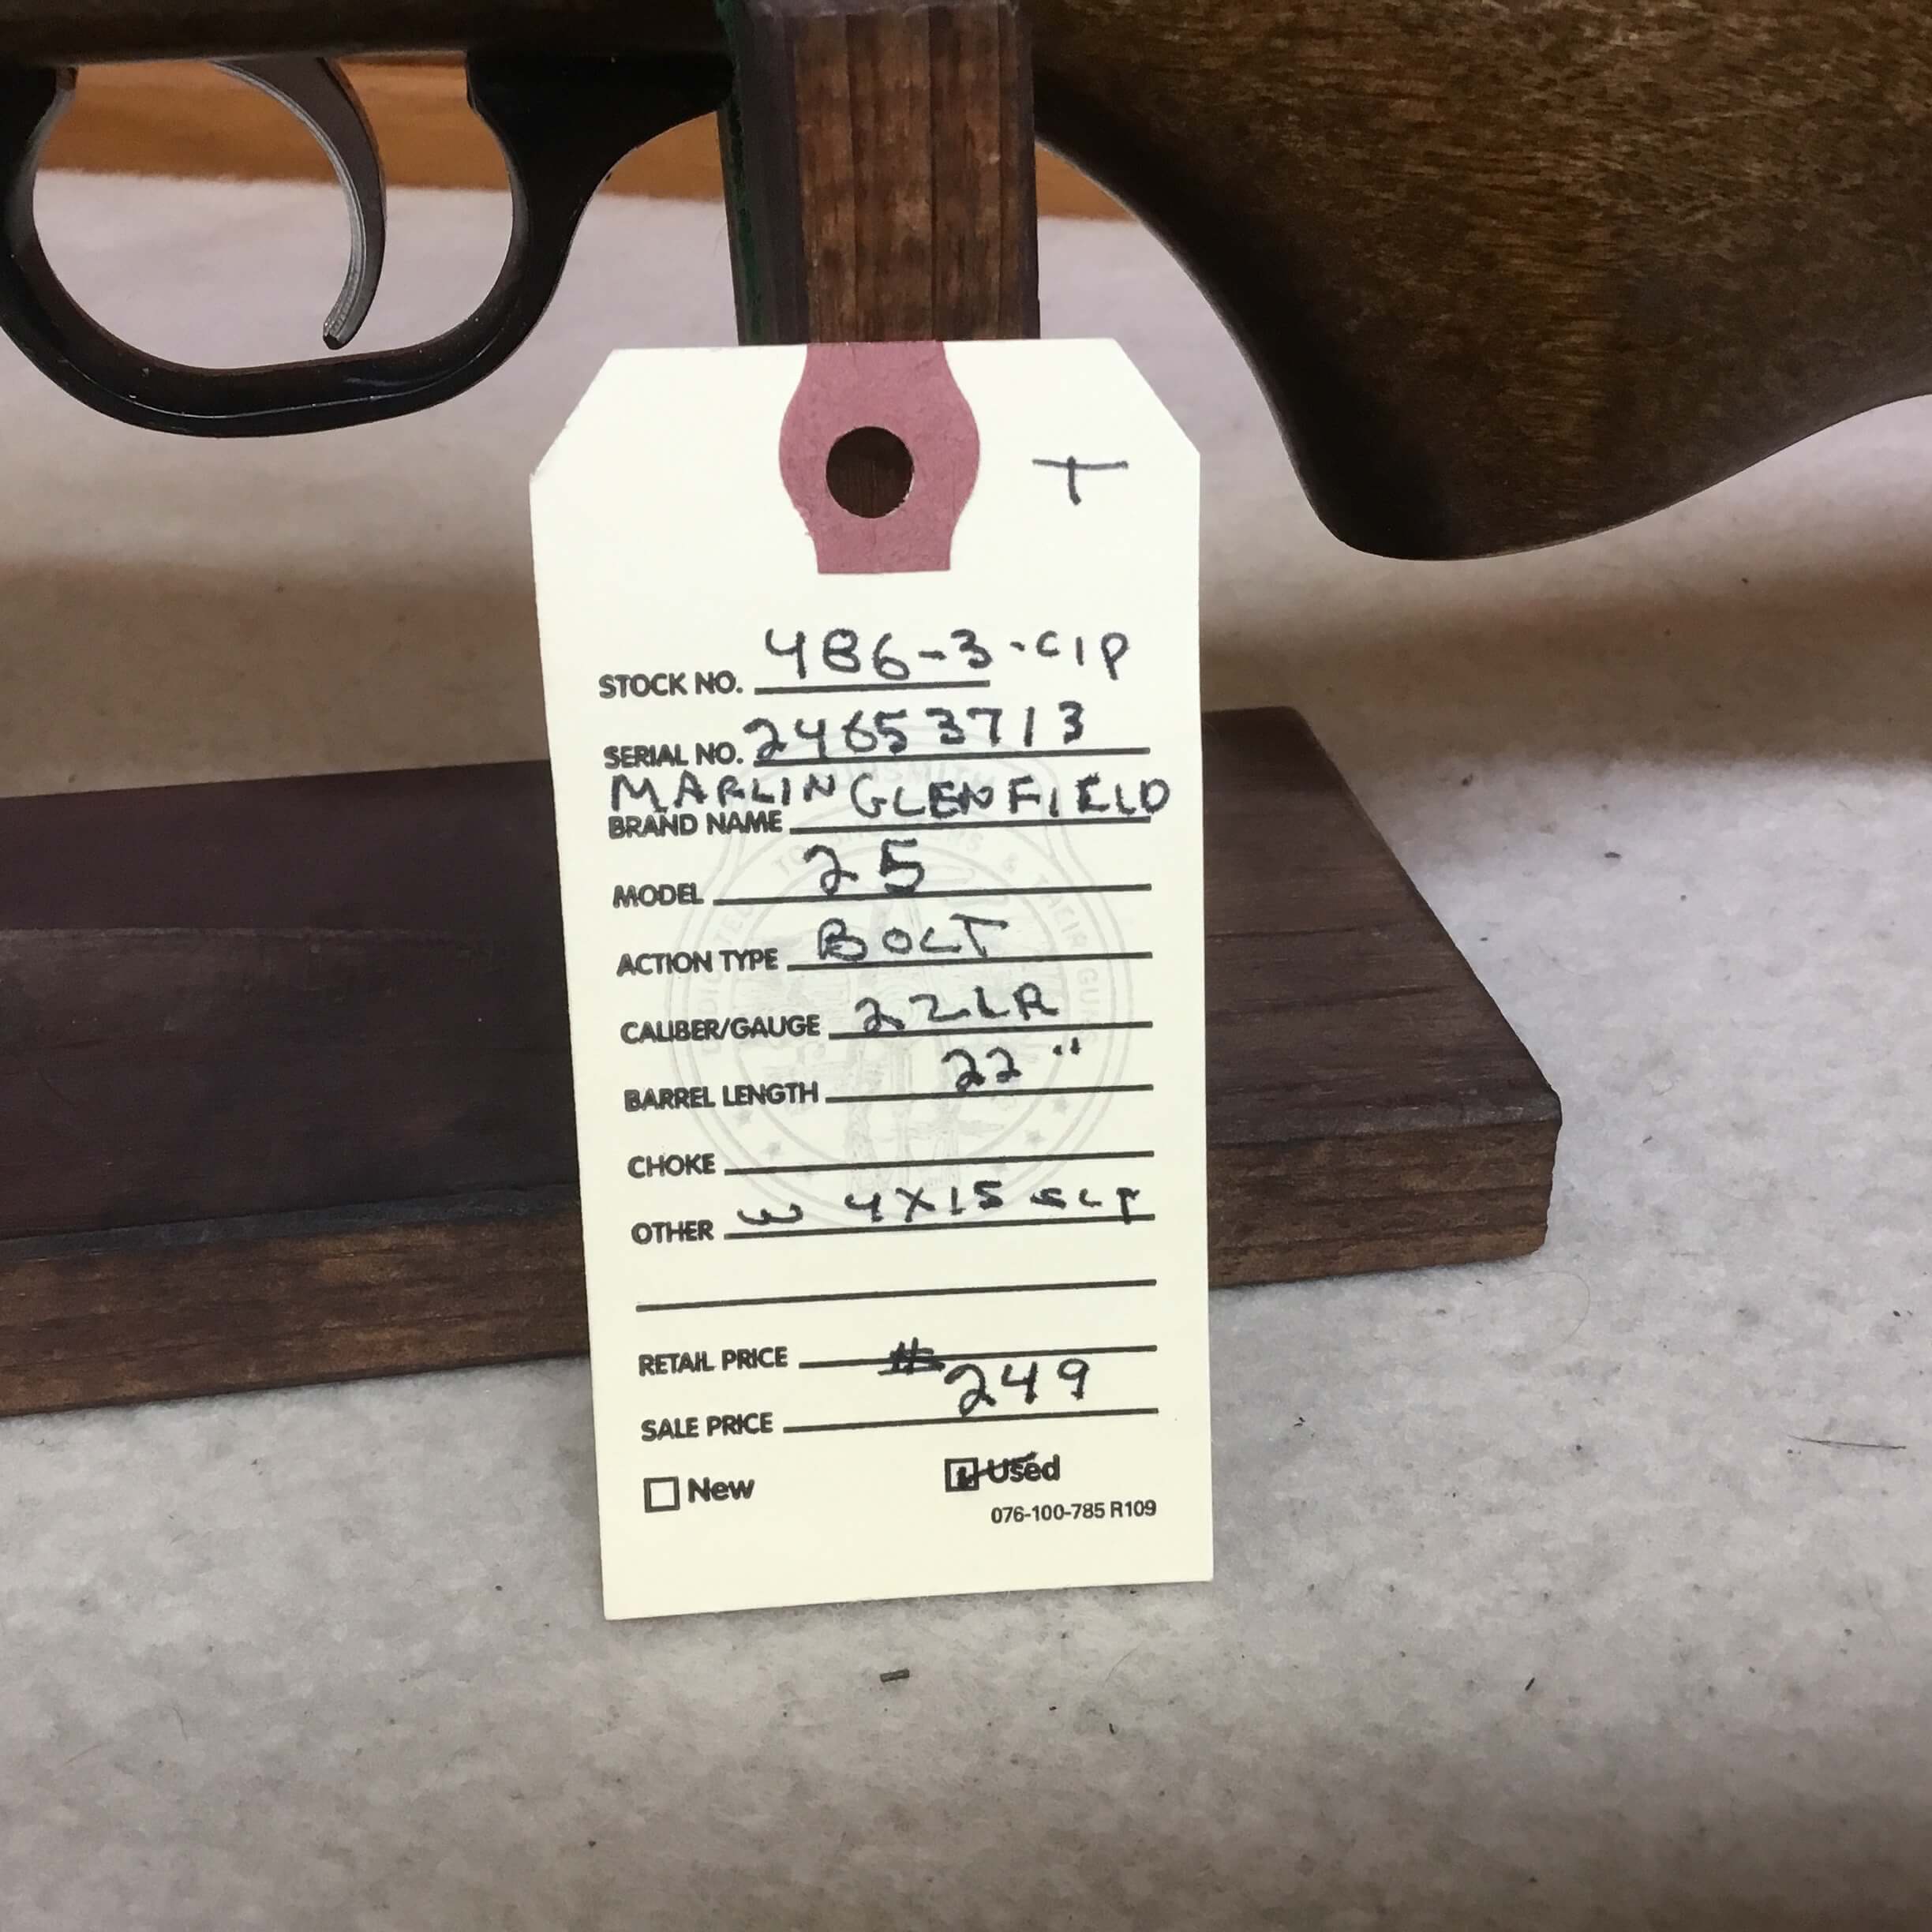 T
STOCK NO. 486-3-CIP
SERIAL NO. 24653713
MARLIN GLENFIELD
BRAND NAME
MODEL 25
ACTION TYPE BOLT
CALIBER/GAUGE 22LR
BARREL LENGTH 22"
CHOKE
OTHER W 4X15 SCP
RETAIL PRICE
$249
SALE PRICE
New
Used
076-100-785 R109